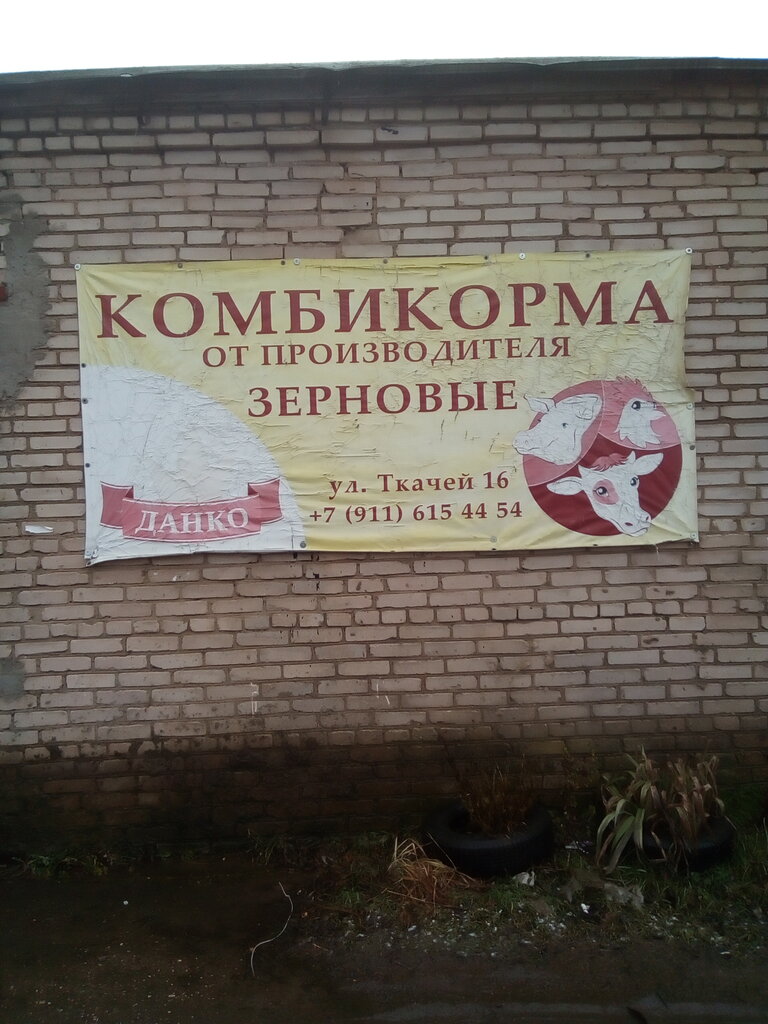 КОМБИКОРМА
ОТ ПРОИЗВОДИТЕЛЯ
ЗЕРНОВЫЕ
ул. Ткачей 16
+7 (911) 615 44 54
ДАНКО